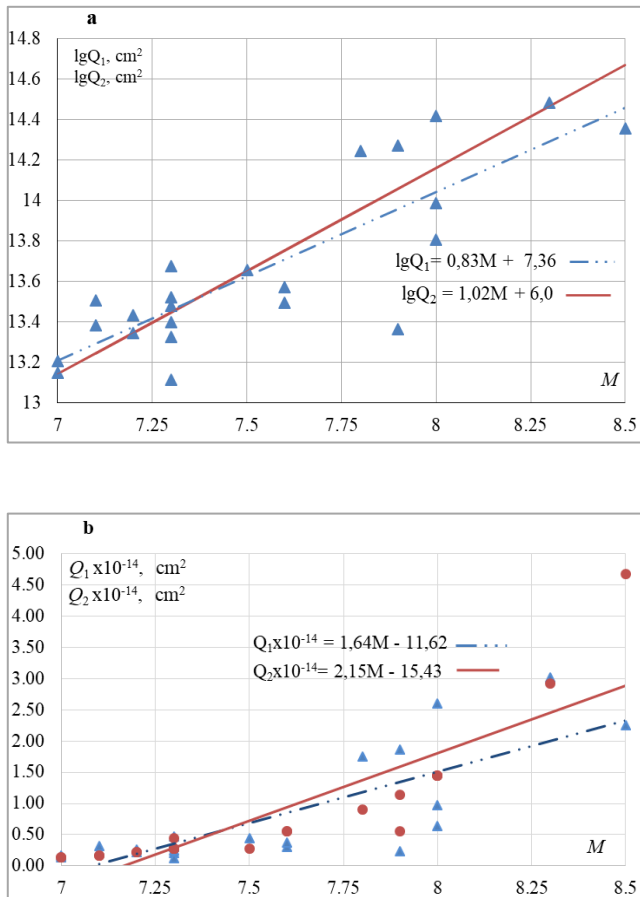 a
14.8
lgQ₁, cm²
lgQ₂, cm²
14.6
14.4
14.2
14
13.8
lgQ₁= 0,83M + 7,36
13.6
lgQ₂ = 1,02M + 6,0
13.4
13.2
M
13
7 7.25 7.5 7.75 8 8.25 8.5
b
5.00
Q₁ x10⁻¹⁴, cm²
Q₂ x10⁻¹⁴, cm²
4.50
4.00
3.50
Q₁x10⁻¹⁴ = 1,64M - 11,62
Q₂x10⁻¹⁴= 2,15M - 15,43
3.00
2.50
2.00
1.50
1.00
0.50
M
0.00
7 7.25 7.5 7.75 8 8.25 8.5